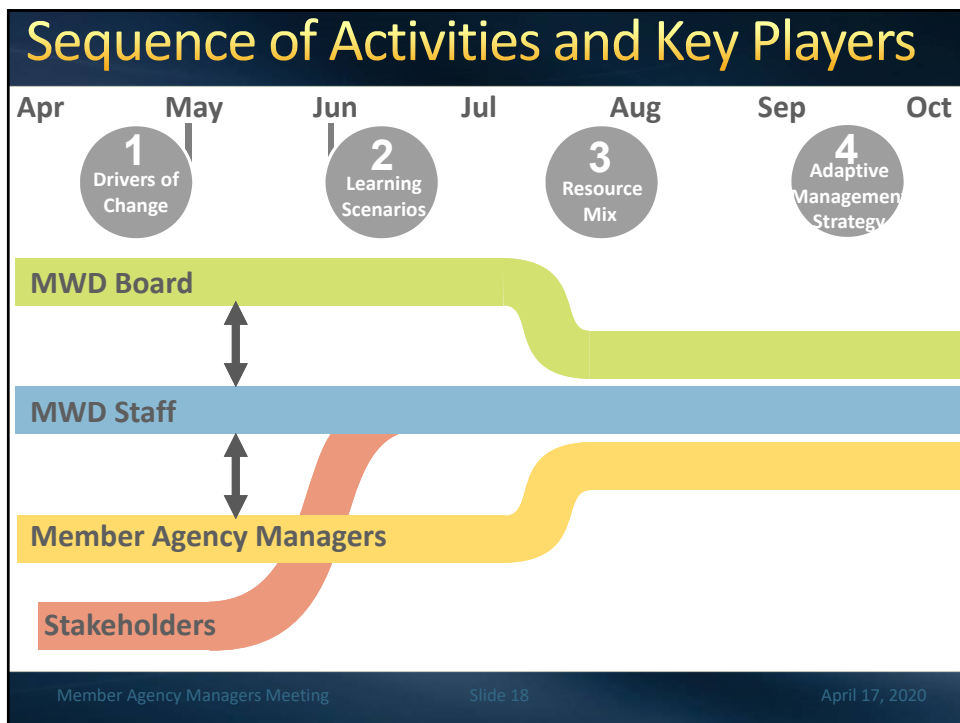 Sequence of Activities and Key Players
Apr May Jun Jul Aug Sep Oct
1
Drivers of
Change
2
Learning
Scenarios
3
Resource
Mix
4
Adaptive
Management
Strategy
MWD Board
MWD Staff
Member Agency Managers
Stakeholders
Member Agency Managers Meeting Slide 18 April 17, 2020